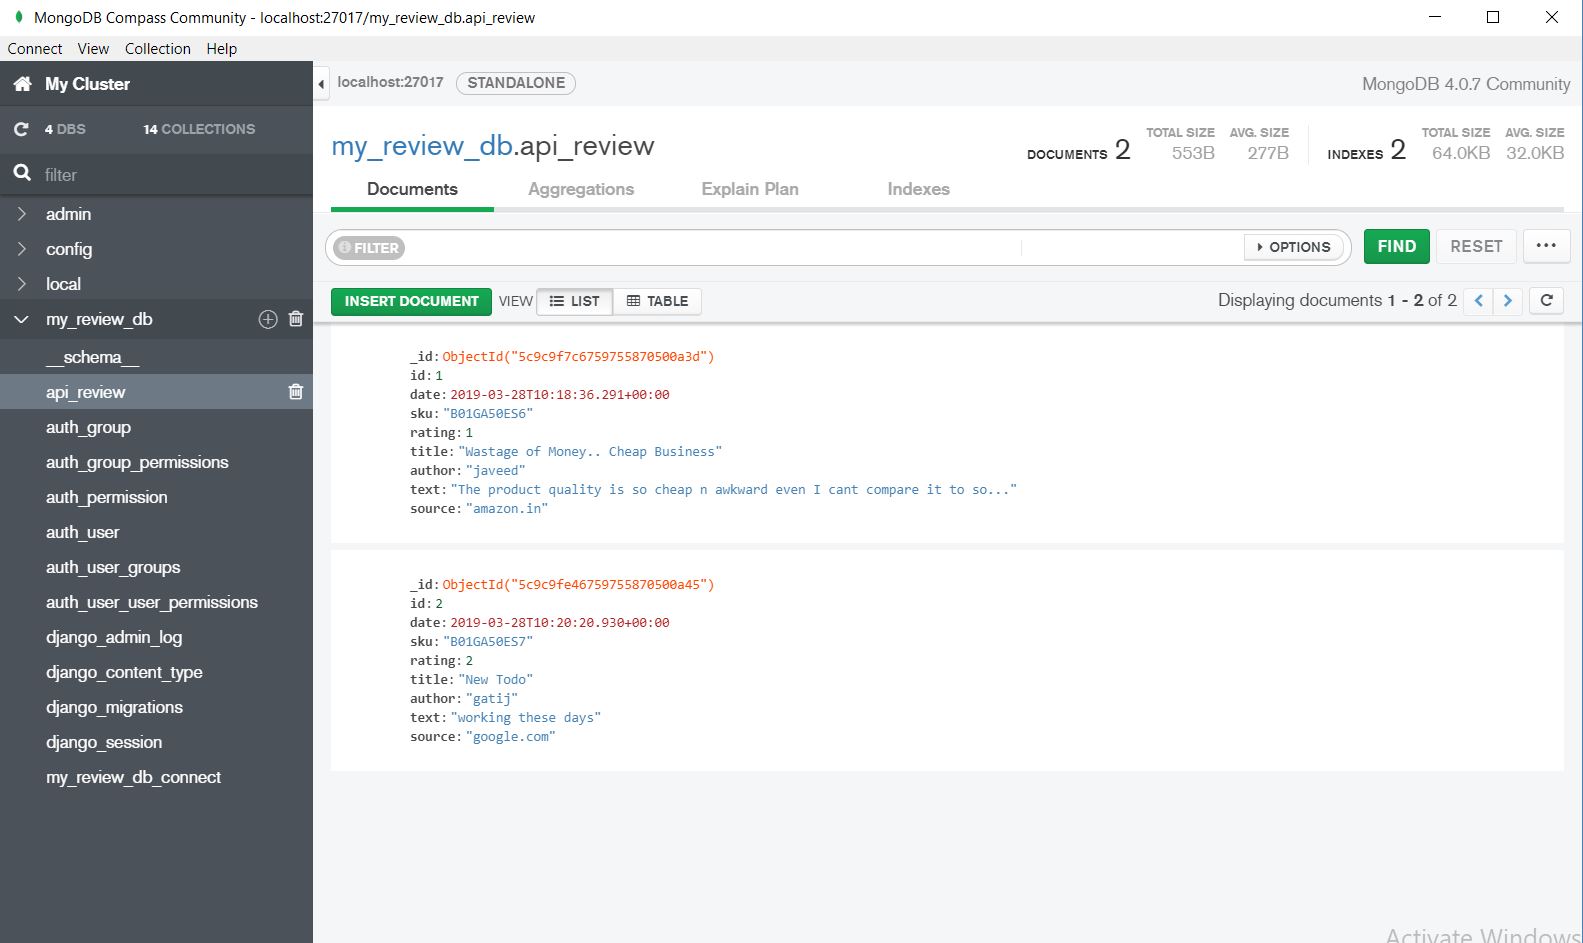 MongoDB Compass Community - localhost:27017/my_review_db.api_review
Connect View Collection Help
My Cluster
localhost:27017 STANDALONE MongoDB 4.0.7 Community
4 DBS 14 COLLECTIONS
filter
admin
config
local
my_review_db
__schema__
api_review
auth_group
auth_group_permissions
auth_permission
auth_user
auth_user_groups
auth_user_user_permissions
django_admin_log
django_content_type
django_migrations
django_session
my_review_db_connect
my_review_db.api_review
DOCUMENTS 2 TOTAL SIZE 553B AVG. SIZE 277B INDEXES 2 TOTAL SIZE 64.0KB AVG. SIZE 32.0KB
Documents Aggregations Explain Plan Indexes
FILTER OPTIONS FIND RESET ...
INSERT DOCUMENT VIEW LIST TABLE Displaying documents 1 - 2 of 2
_id: ObjectId("5c9c9f7c6759755870500a3d")
id: 1
date: 2019-03-28T10:18:36.291+00:00
sku: "B01GA50ES6"
rating: 1
title: "Wastage of Money.. Cheap Business"
author: "javeed"
text: "The product quality is so cheap n awkward even I cant compare it to so..."
source: "amazon.in"
_id: ObjectId("5c9c9fe46759755870500a45")
id: 2
date: 2019-03-28T10:20:20.930+00:00
sku: "B01GA50ES7"
rating: 2
title: "New Todo"
author: "gatij"
text: "working these days"
source: "google.com"
Activate Windows